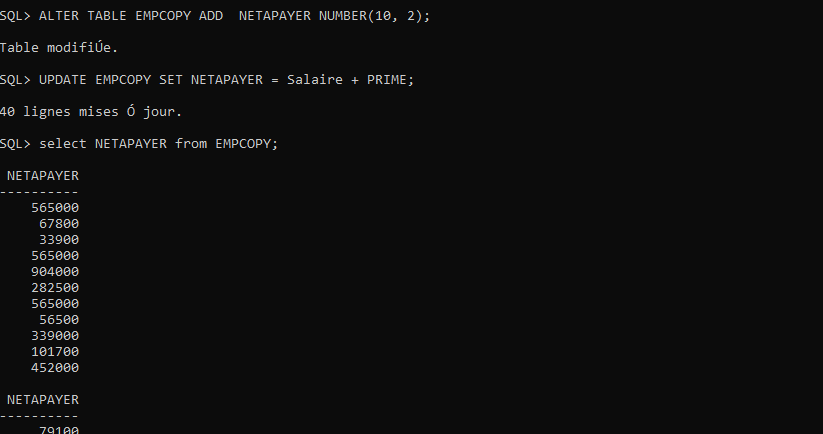 SQL> ALTER TABLE EMPCOPY ADD  NETAPAYER NUMBER(10, 2);
Table modifiÚe.
SQL> UPDATE EMPCOPY SET NETAPAYER = Salaire + PRIME;
40 lignes mises Ó jour.
SQL> select NETAPAYER from EMPCOPY;
NETAPAYER
----------
565000
67800
33900
565000
904000
282500
565000
56500
339000
101700
452000
NETAPAYER
----------
79100